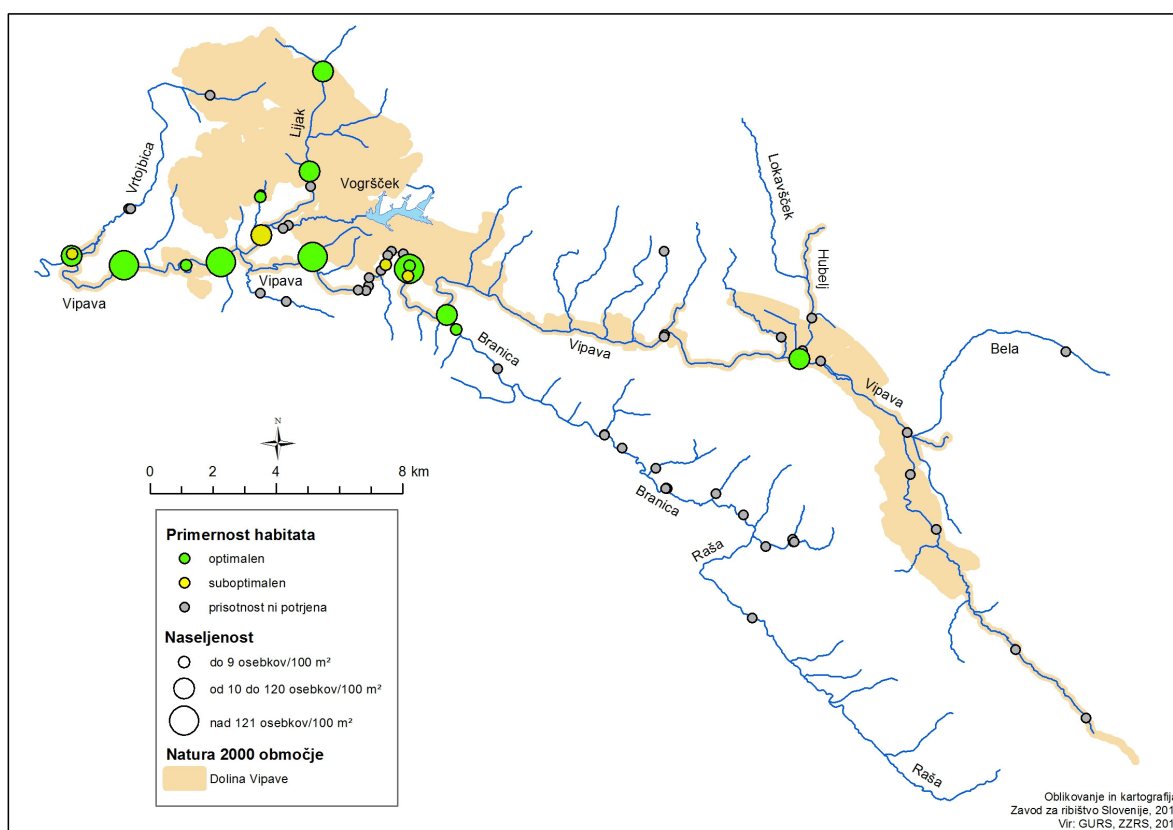 Lijak
Vrtojbica
Vogršček
Lokavšček
Hubelj
Vipava
Vipava
Vipava
Bela
Vipava
Branica
N
0 2 4 8 km
Branica
Raša
Raša
Primernost habitata
optimalen
suboptimalen
prisotnost ni potrjena
Naseljenost
do 9 osebkov/100 m²
od 10 do 120 osebkov/100 m²
nad 121 osebkov/100 m²
Natura 2000 območje
Dolina Vipave
Oblikovanje in kartografija
Zavod za ribištvo Slovenije, 201
Vir: GURS, ZZRS, 201